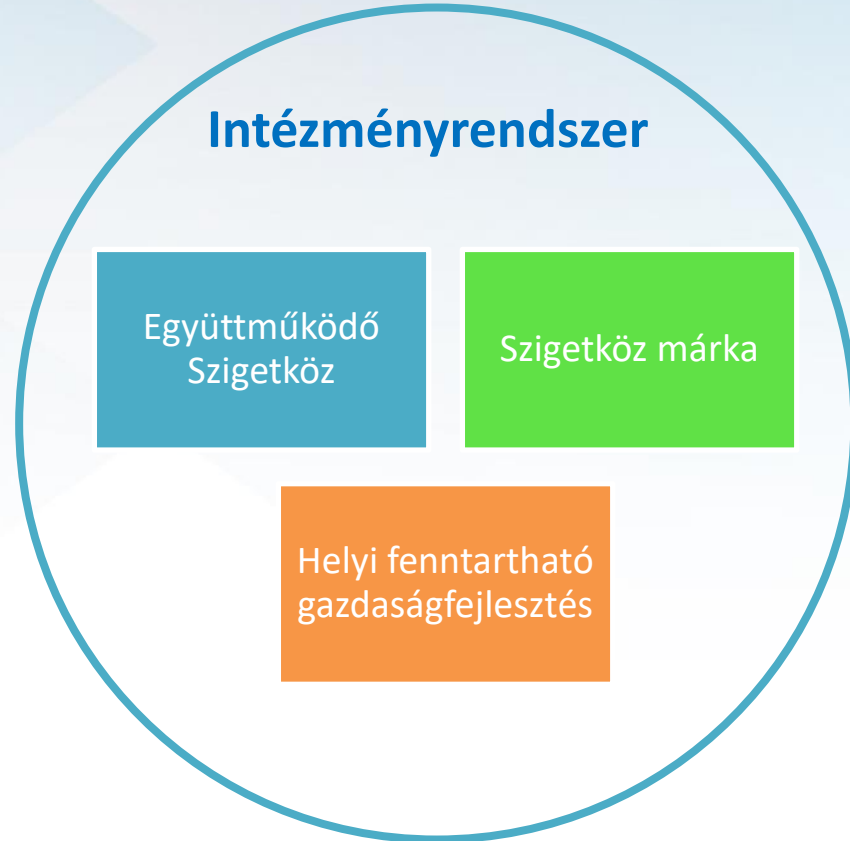 Intézményrendszer
Együttműködő
Szigetköz
Szigetköz márka
Helyi fenntartható
gazdaságfejlesztés